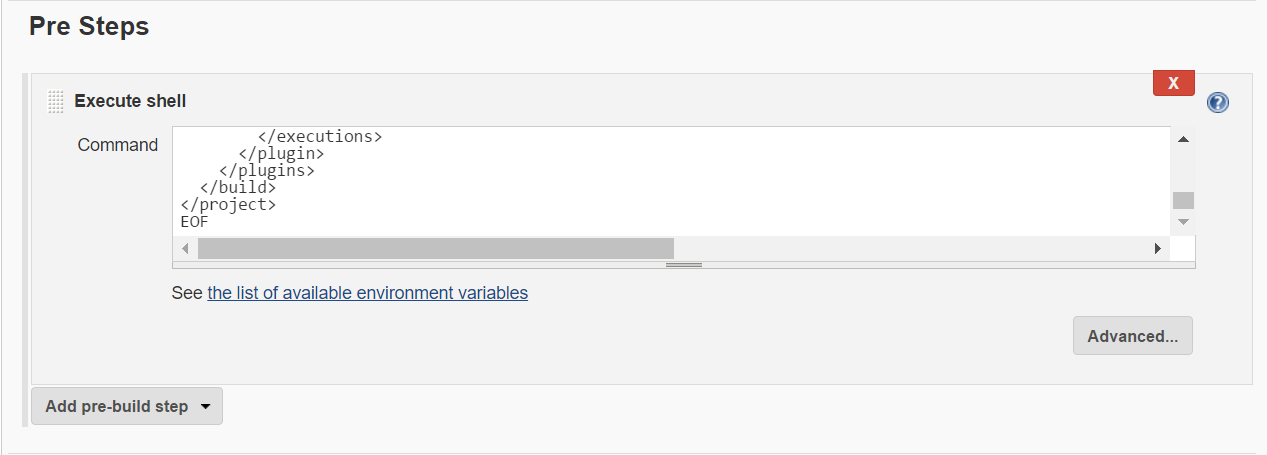 Pre Steps
X
Execute shell
?
Command
</executions>
</plugin>
</plugins>
</build>
</project>
EOF
See the list of available environment variables
Advanced...
Add pre-build step